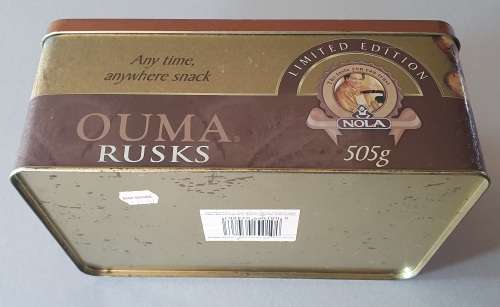 Any time,
anywhere snack
LIMITED EDITION
NOLA
OUMA®
RUSKS
505g